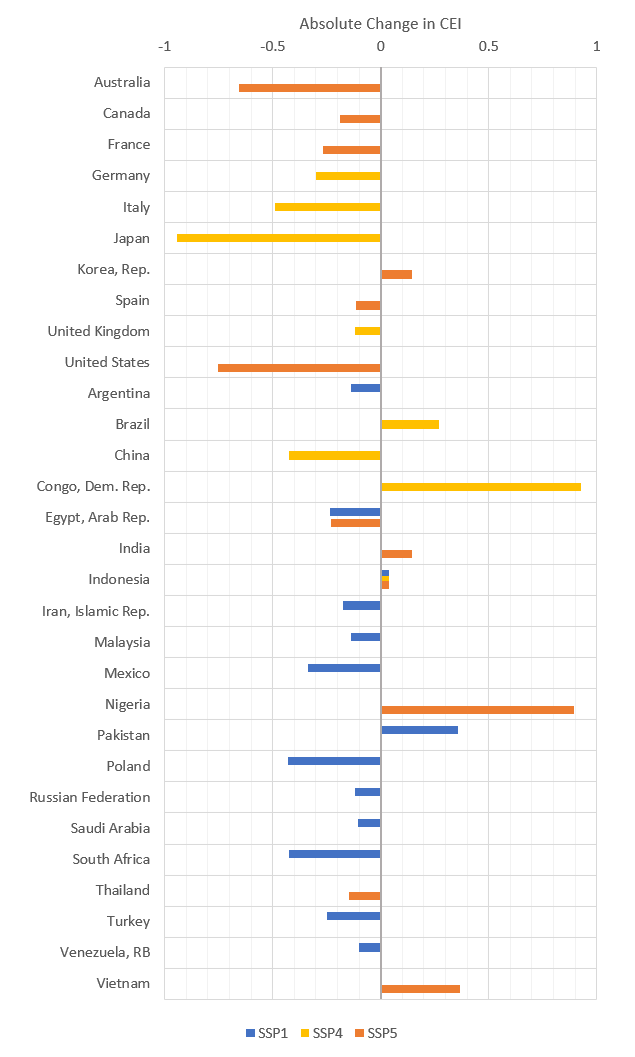 Absolute Change in CEI
-1 -0.5 0 0.5 1
Australia
Canada
France
Germany
Italy
Japan
Korea, Rep.
Spain
United Kingdom
United States
Argentina
Brazil
China
Congo, Dem. Rep.
Egypt, Arab Rep.
India
Indonesia
Iran, Islamic Rep.
Malaysia
Mexico
Nigeria
Pakistan
Poland
Russian Federation
Saudi Arabia
South Africa
Thailand
Turkey
Venezuela, RB
Vietnam
SSP1 SSP4 SSP5